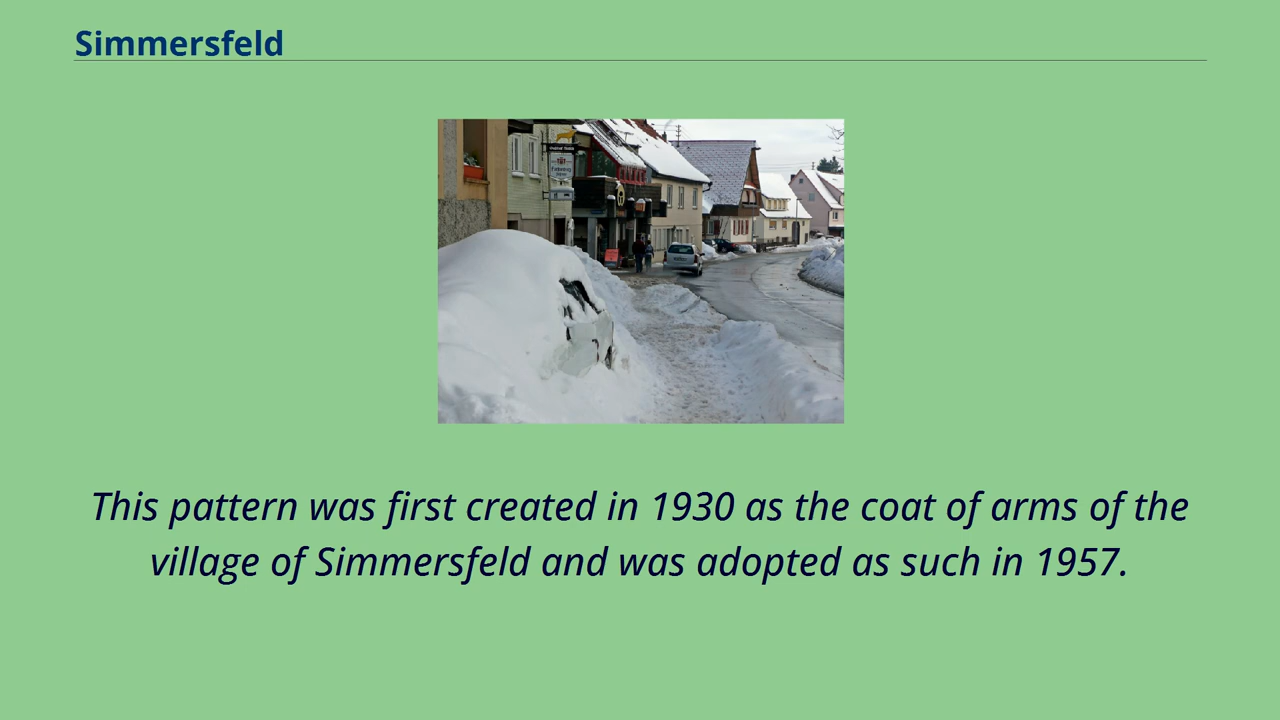 Simmersfeld
This pattern was first created in 1930 as the coat of arms of the
village of Simmersfeld and was adopted as such in 1957.